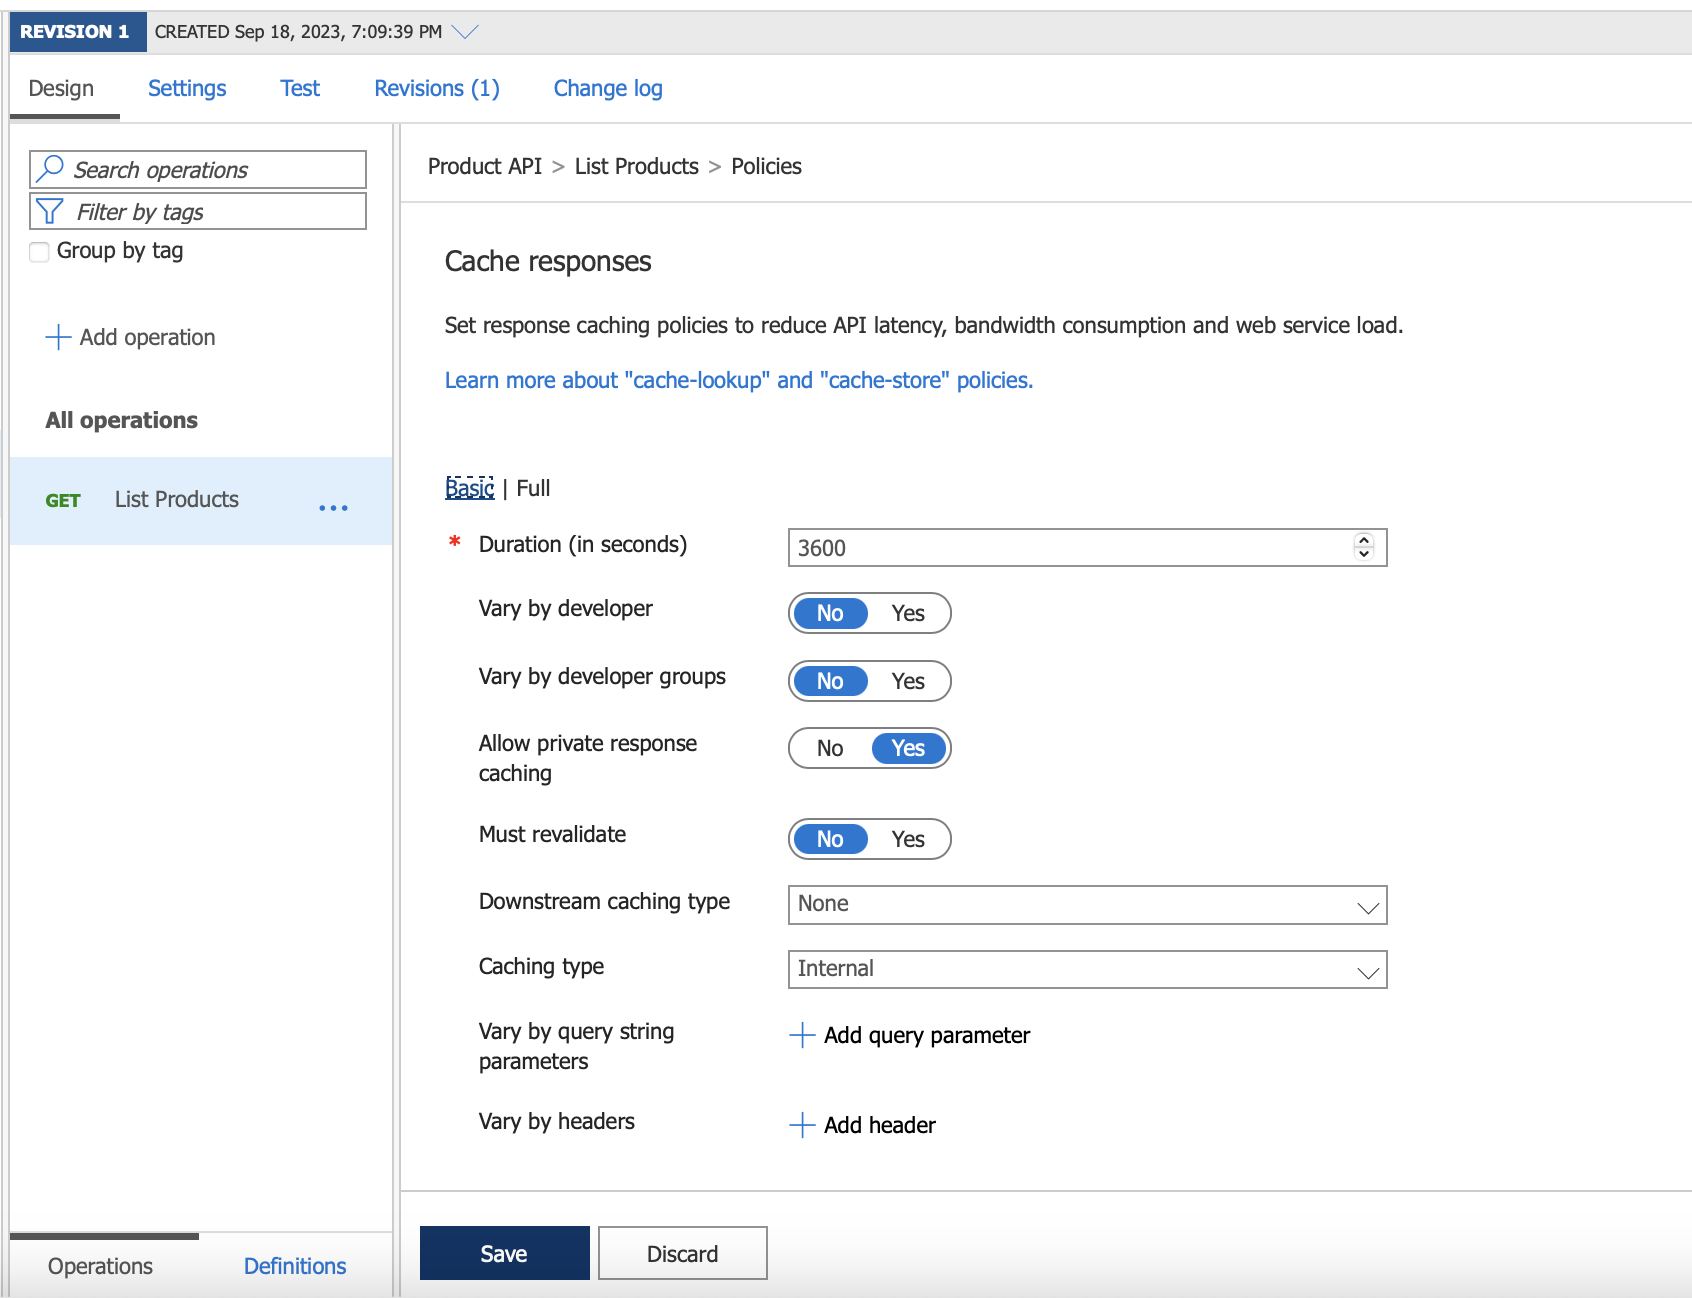 REVISION 1 CREATED Sep 18, 2023, 7:09:39 PM
Design Settings Test Revisions (1) Change log
Search operations
Filter by tags
Group by tag
Add operation
All operations
GET List Products ...
Operations Definitions
Product API > List Products > Policies
Cache responses
Set response caching policies to reduce API latency, bandwidth consumption and web service load.
Learn more about "cache-lookup" and "cache-store" policies.
Basic | Full
* Duration (in seconds) 3600
Vary by developer No Yes
Vary by developer groups No Yes
Allow private response
caching No Yes
Must revalidate No Yes
Downstream caching type None
Caching type Internal
Vary by query string
parameters Add query parameter
Vary by headers Add header
Save Discard